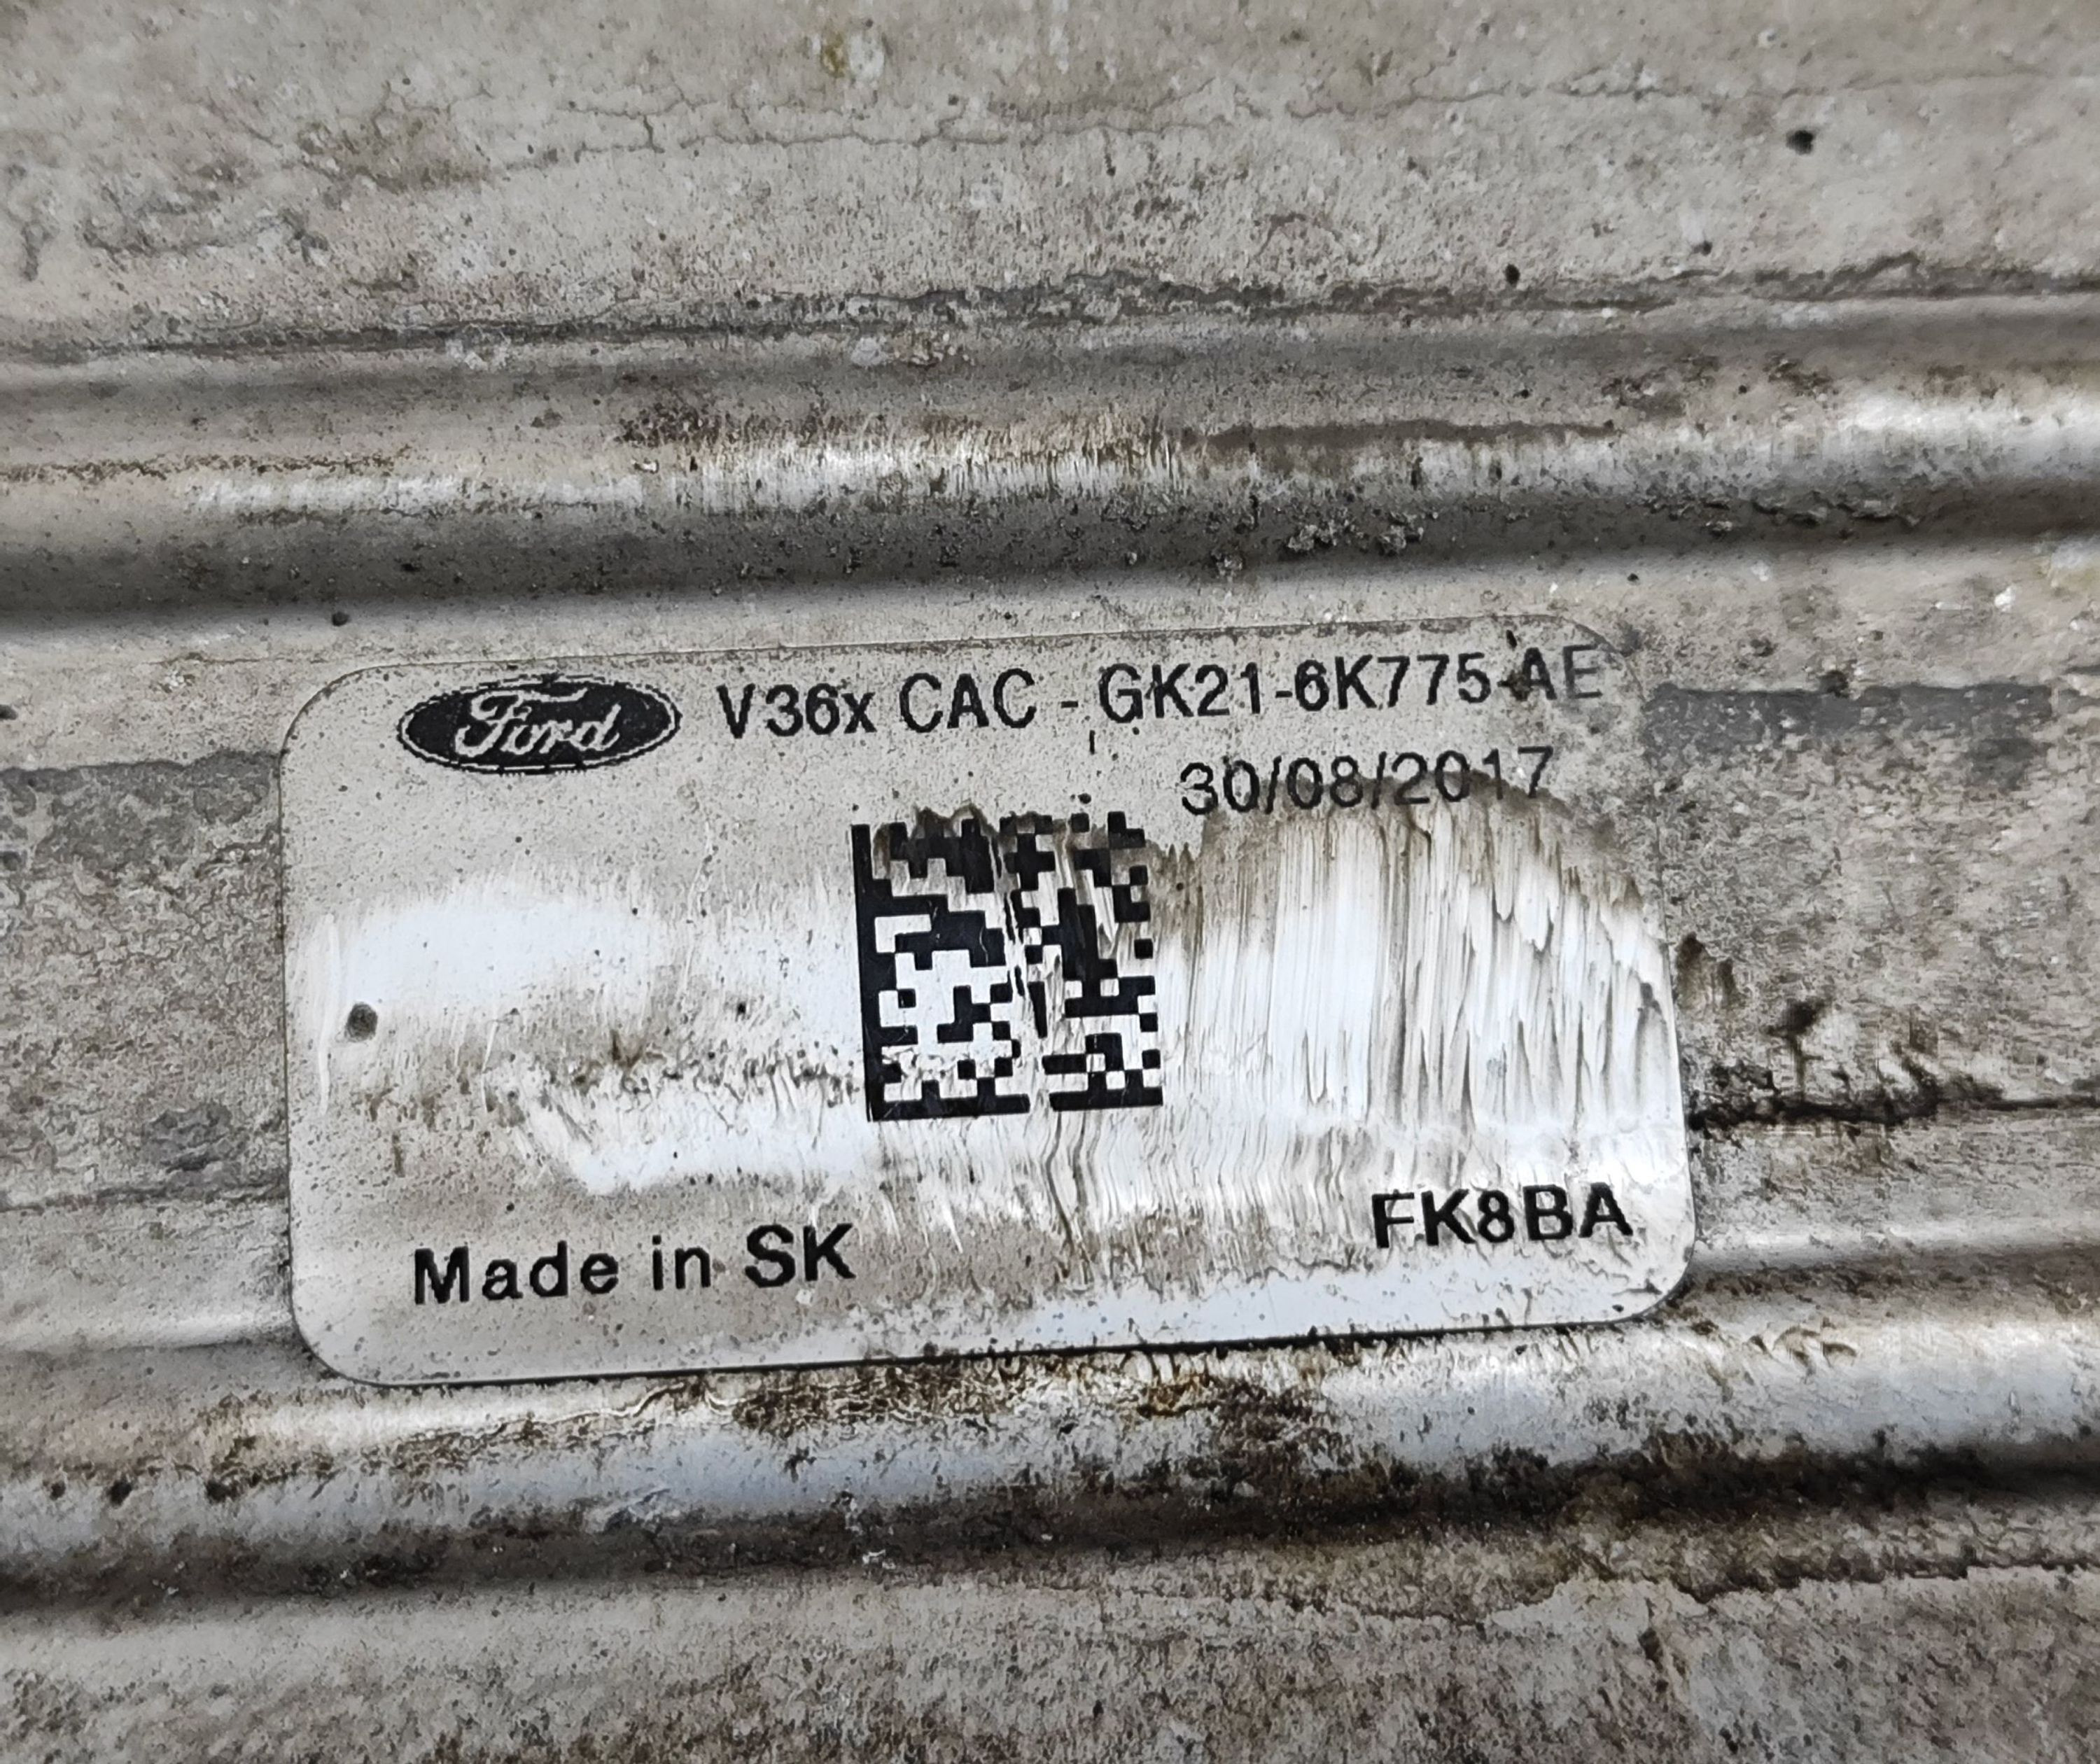 Ford V36x CAC - GK21-6K775-AE
30/08/2017
Made in SK FK8BA